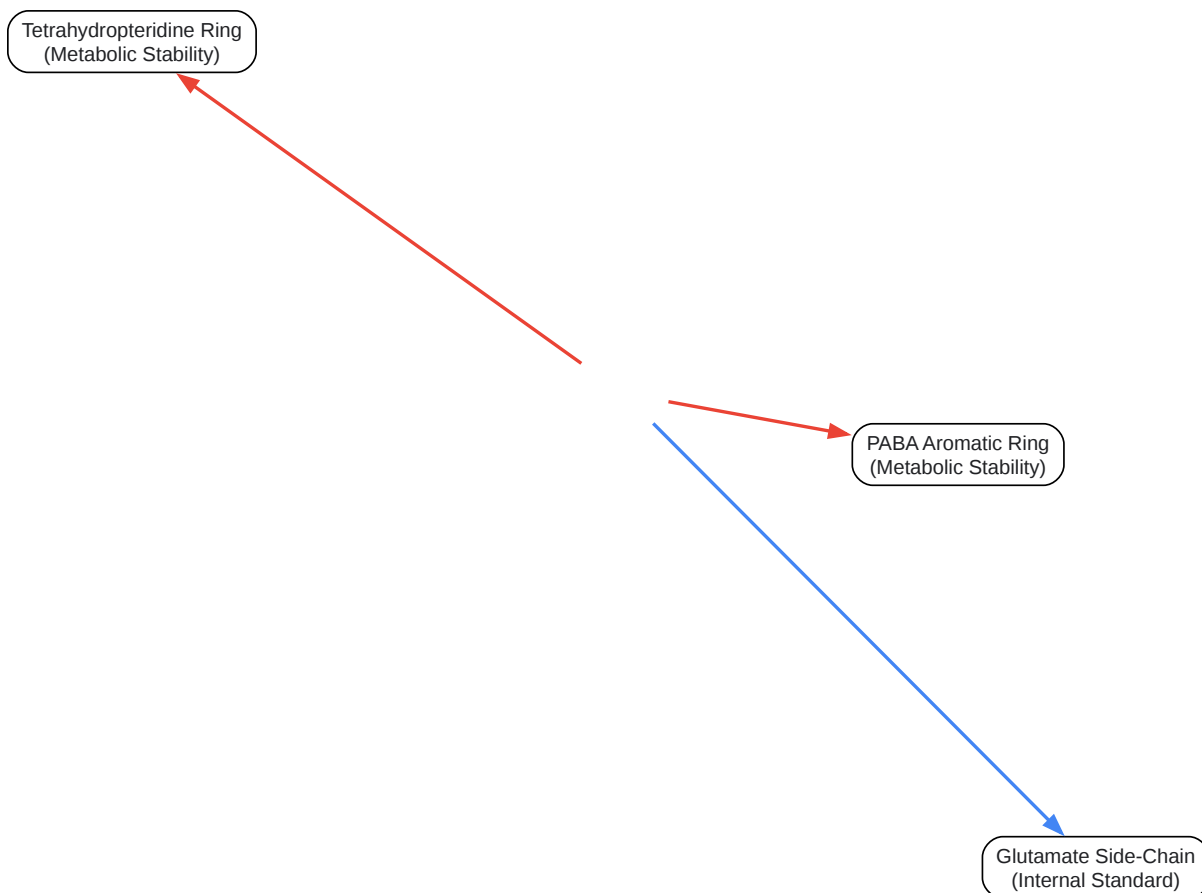 Tetrahydropteridine Ring
(Metabolic Stability)
PABA Aromatic Ring
(Metabolic Stability)
Glutamate Side-Chain
(Internal Standard)